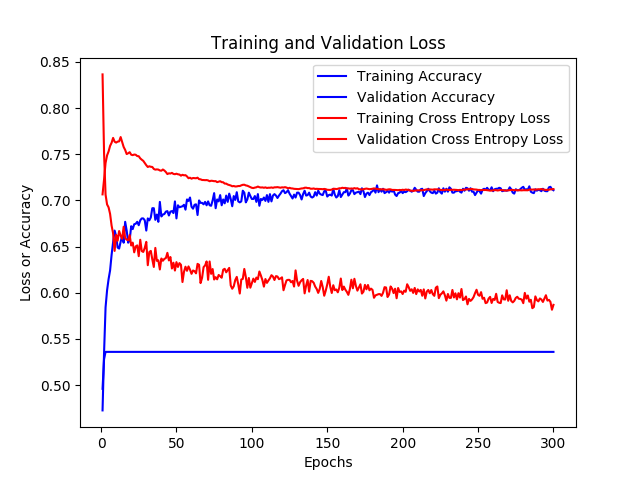 Training and Validation Loss
Training Accuracy
Validation Accuracy
Training Cross Entropy Loss
Validation Cross Entropy Loss
Loss or Accuracy
0.85
0.80
0.75
0.70
0.65
0.60
0.55
0.50
0 50 100 150 200 250 300
Epochs